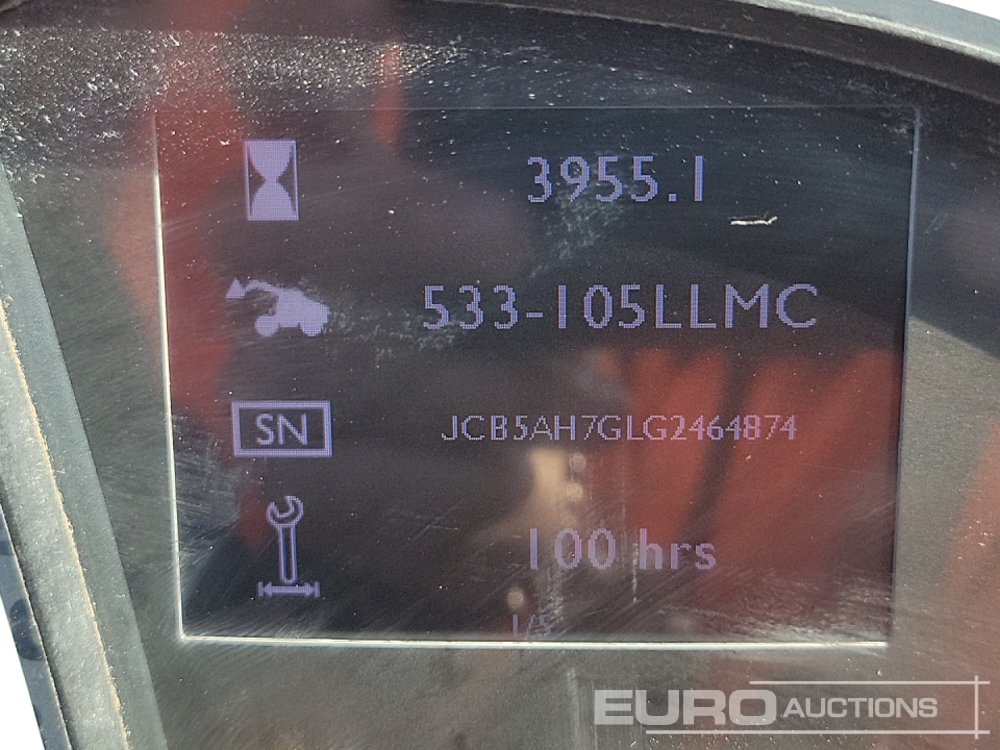 3955.1
533-105LLMC
SN JCB5AH7GLG2464874
100 hrs
1/5
EURO AUCTIONS